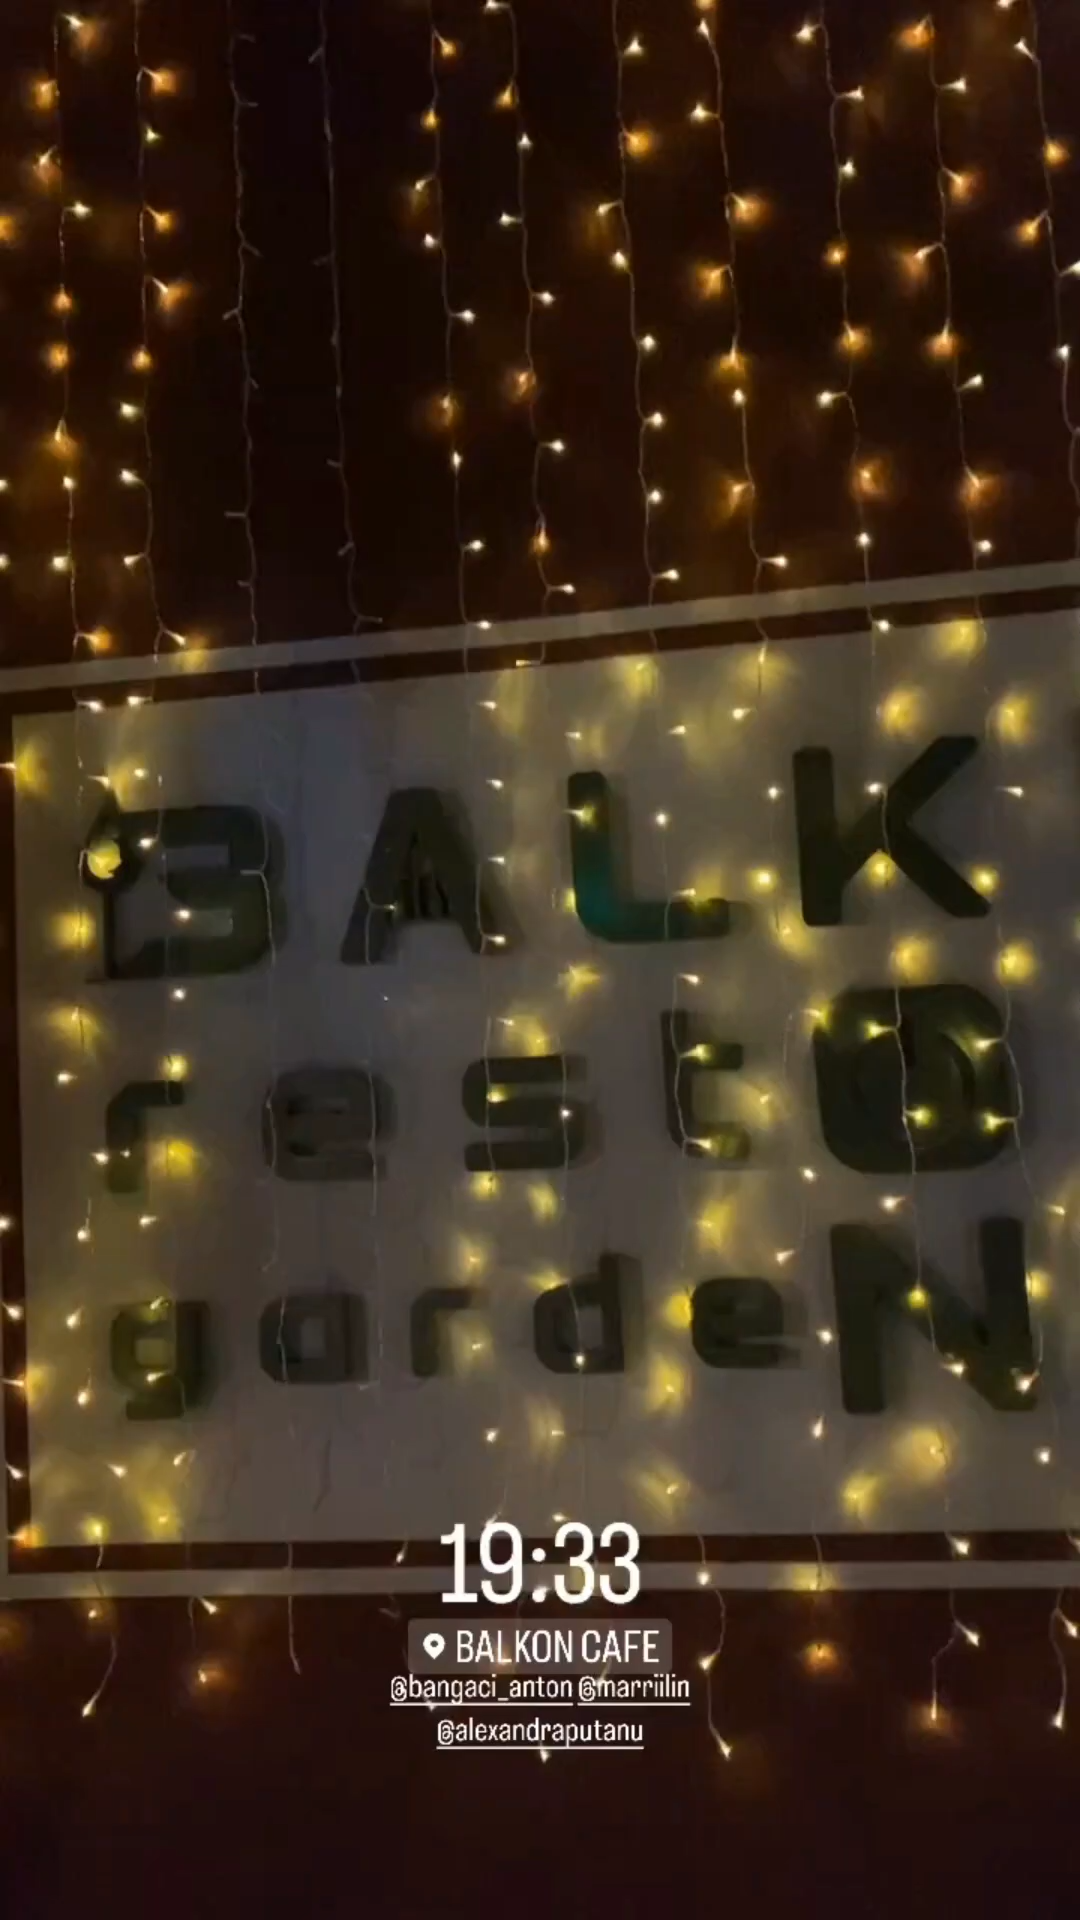 BALK
restO
gardeN
19:33
BALKON CAFE
@bangaci_anton @marriilin
@alexandraputanu